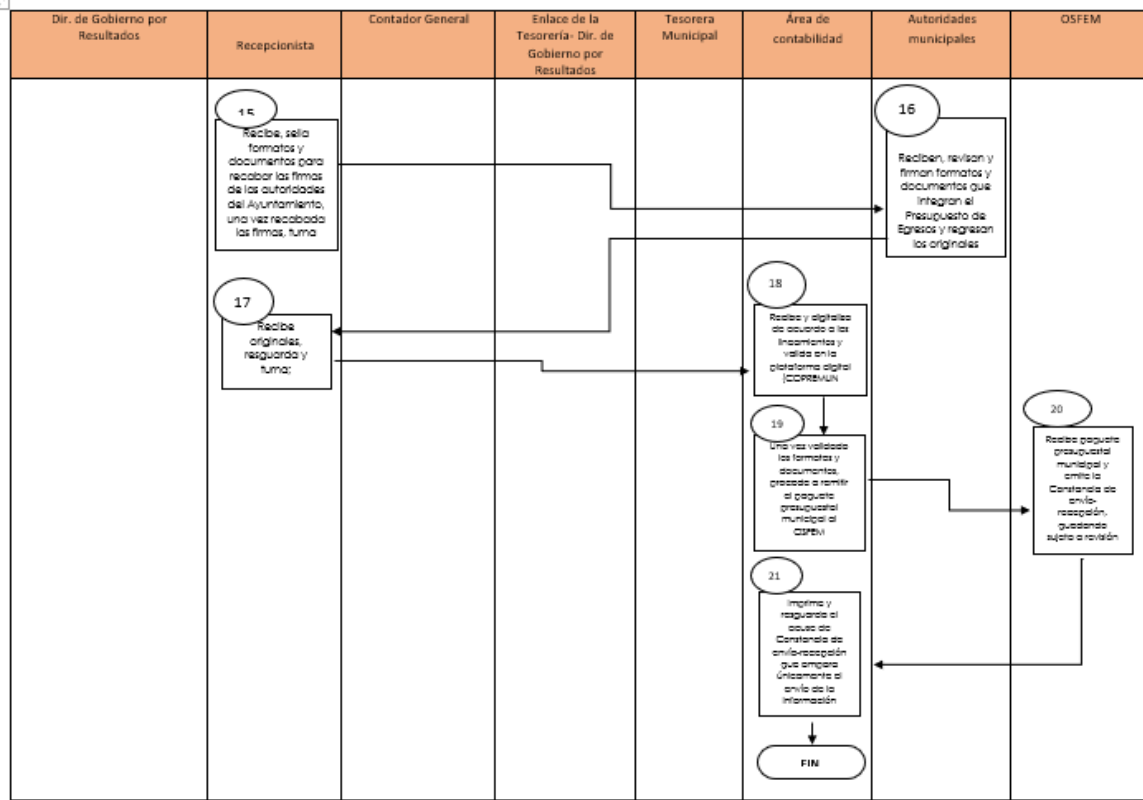 Dir. de Gobierno por
Resultados
Recepcionista
Contador General
Enlace de la
Tesorería- Dir. de
Gobierno por
Resultados
Tesorera
Municipal
Área de
contabilidad
Autoridades
municipales
OSFEM
15
Recibe, sella
formatos y
documentos para
recabar las firmas
de las autoridades
del Ayuntamiento,
una vez recabada
las firmas, turna
16
Reciben, revisan y
firman formatos y
documentos que
integran el
Presupuesto de
Egresos y regresan
los originales
17
Recibe
originales,
resguarda y
turna;
18
Recibe y digitaliza
de acuerdo a los
lineamientos y
valida en la
plataforma digital
(COPREMUN
19
Una vez validado
los formatos y
documentos,
procede a remitir
el paquete
presupuestal
municipal al
OSFEM
20
Recibe paquete
presupuestal
municipal y
emite la
Constancia de
envío-
recepción,
quedando
sujeto a revisión
21
Imprime y
resguarda el
acuse de
Constancia de
envío-recepción
que ampara
únicamente el
envío de la
información
FIN